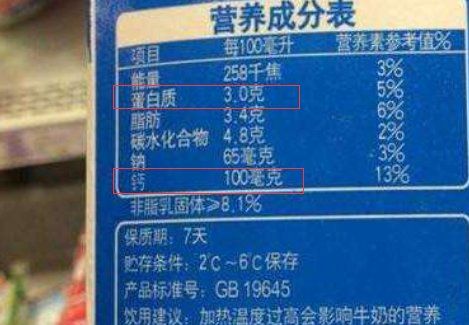 营养成分表
项目 每100毫升 营养素参考值%
能量 258千焦 3%
蛋白质 3.0克 5%
脂肪 3.4克 6%
碳水化合物 4.8克 2%
钠 65毫克 3%
钙 100毫克 13%
非脂乳固体≥8.1%
保质期: 7天
贮存条件: 2℃~6℃保存
产品标准号: GB 19645
饮用建议: 加热温度过高会影响牛奶的营养